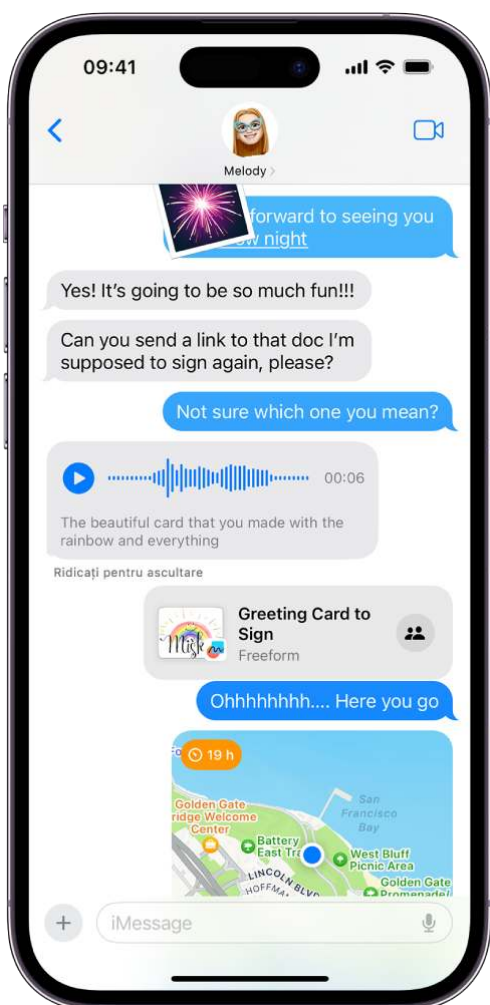 09:41
Melody
forward to seeing you
night
Yes! It's going to be so much fun!!!
Can you send a link to that doc I'm
supposed to sign again, please?
Not sure which one you mean?
00:06
The beautiful card that you made with the
rainbow and everything
Ridicați pentru ascultare
Greeting Card to
Sign
Freeform
Ohhhhhhhh.... Here you go
19 h
Golden Gate
ridge Welcome
Center
San
Francisco
Bay
Battery
East Tra
West Bluff
Picnic Area
LINCOLN BLVD
HOFFMA
Golden Gate
Promenade/
iMessage